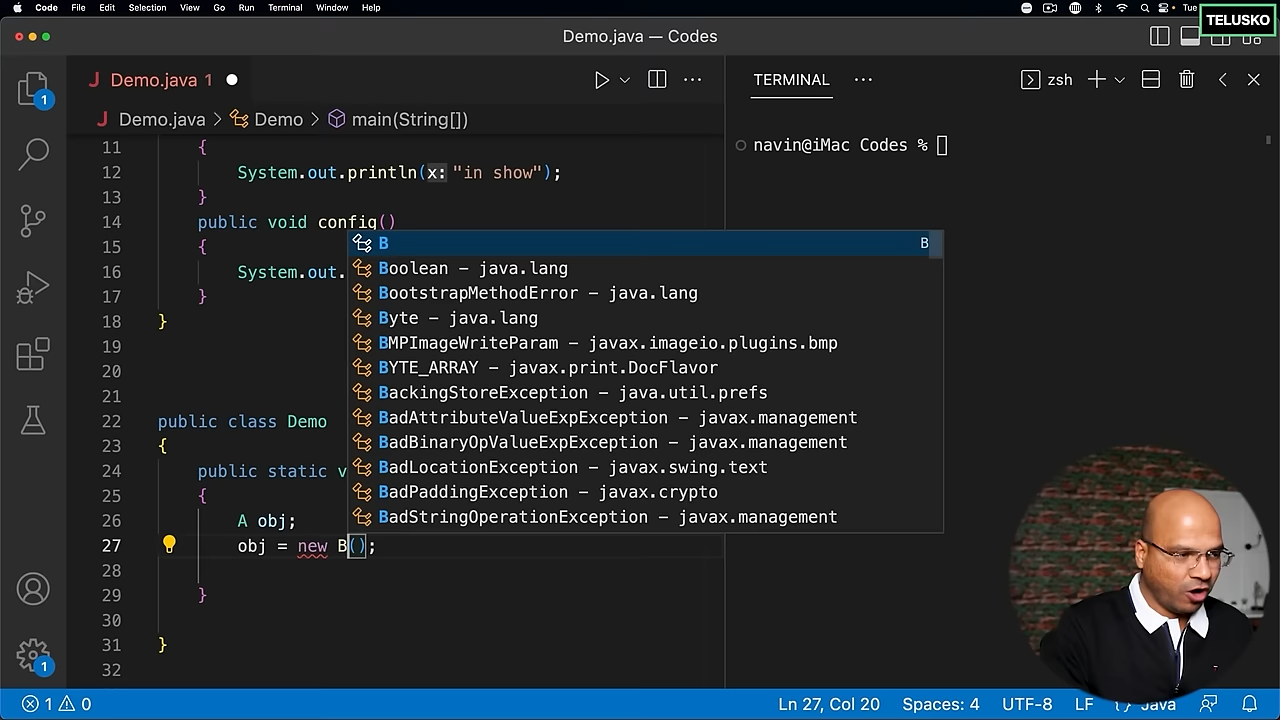 Code File Edit Selection View Go Run Terminal Window Help Tue
TELUSKO
Demo.java — Codes
J Demo.java 1
TERMINAL
zsh
Demo.java > Demo > main(String[])
1
11 {
12 System.out.println(x: "in show");
13 }
14 public void config()
15 {
16 System.out.
17 }
18 }
19
20
21
22 public class Demo
23 {
24 public static v
25 {
26 A obj;
27 obj = new B();
28
29 }
30
31 }
32
B B
Boolean – java.lang
BootstrapMethodError – java.lang
Byte – java.lang
BMPImageWriteParam – javax.imageio.plugins.bmp
BYTE_ARRAY – javax.print.DocFlavor
BackingStoreException – java.util.prefs
BadAttributeValueExpException – javax.management
BadBinaryOpValueExpException – javax.management
BadLocationException – javax.swing.text
BadPaddingException – javax.crypto
BadStringOperationException – javax.management
navin@iMac Codes %
1
1 0 Ln 27, Col 20 Spaces: 4 UTF-8 LF Java